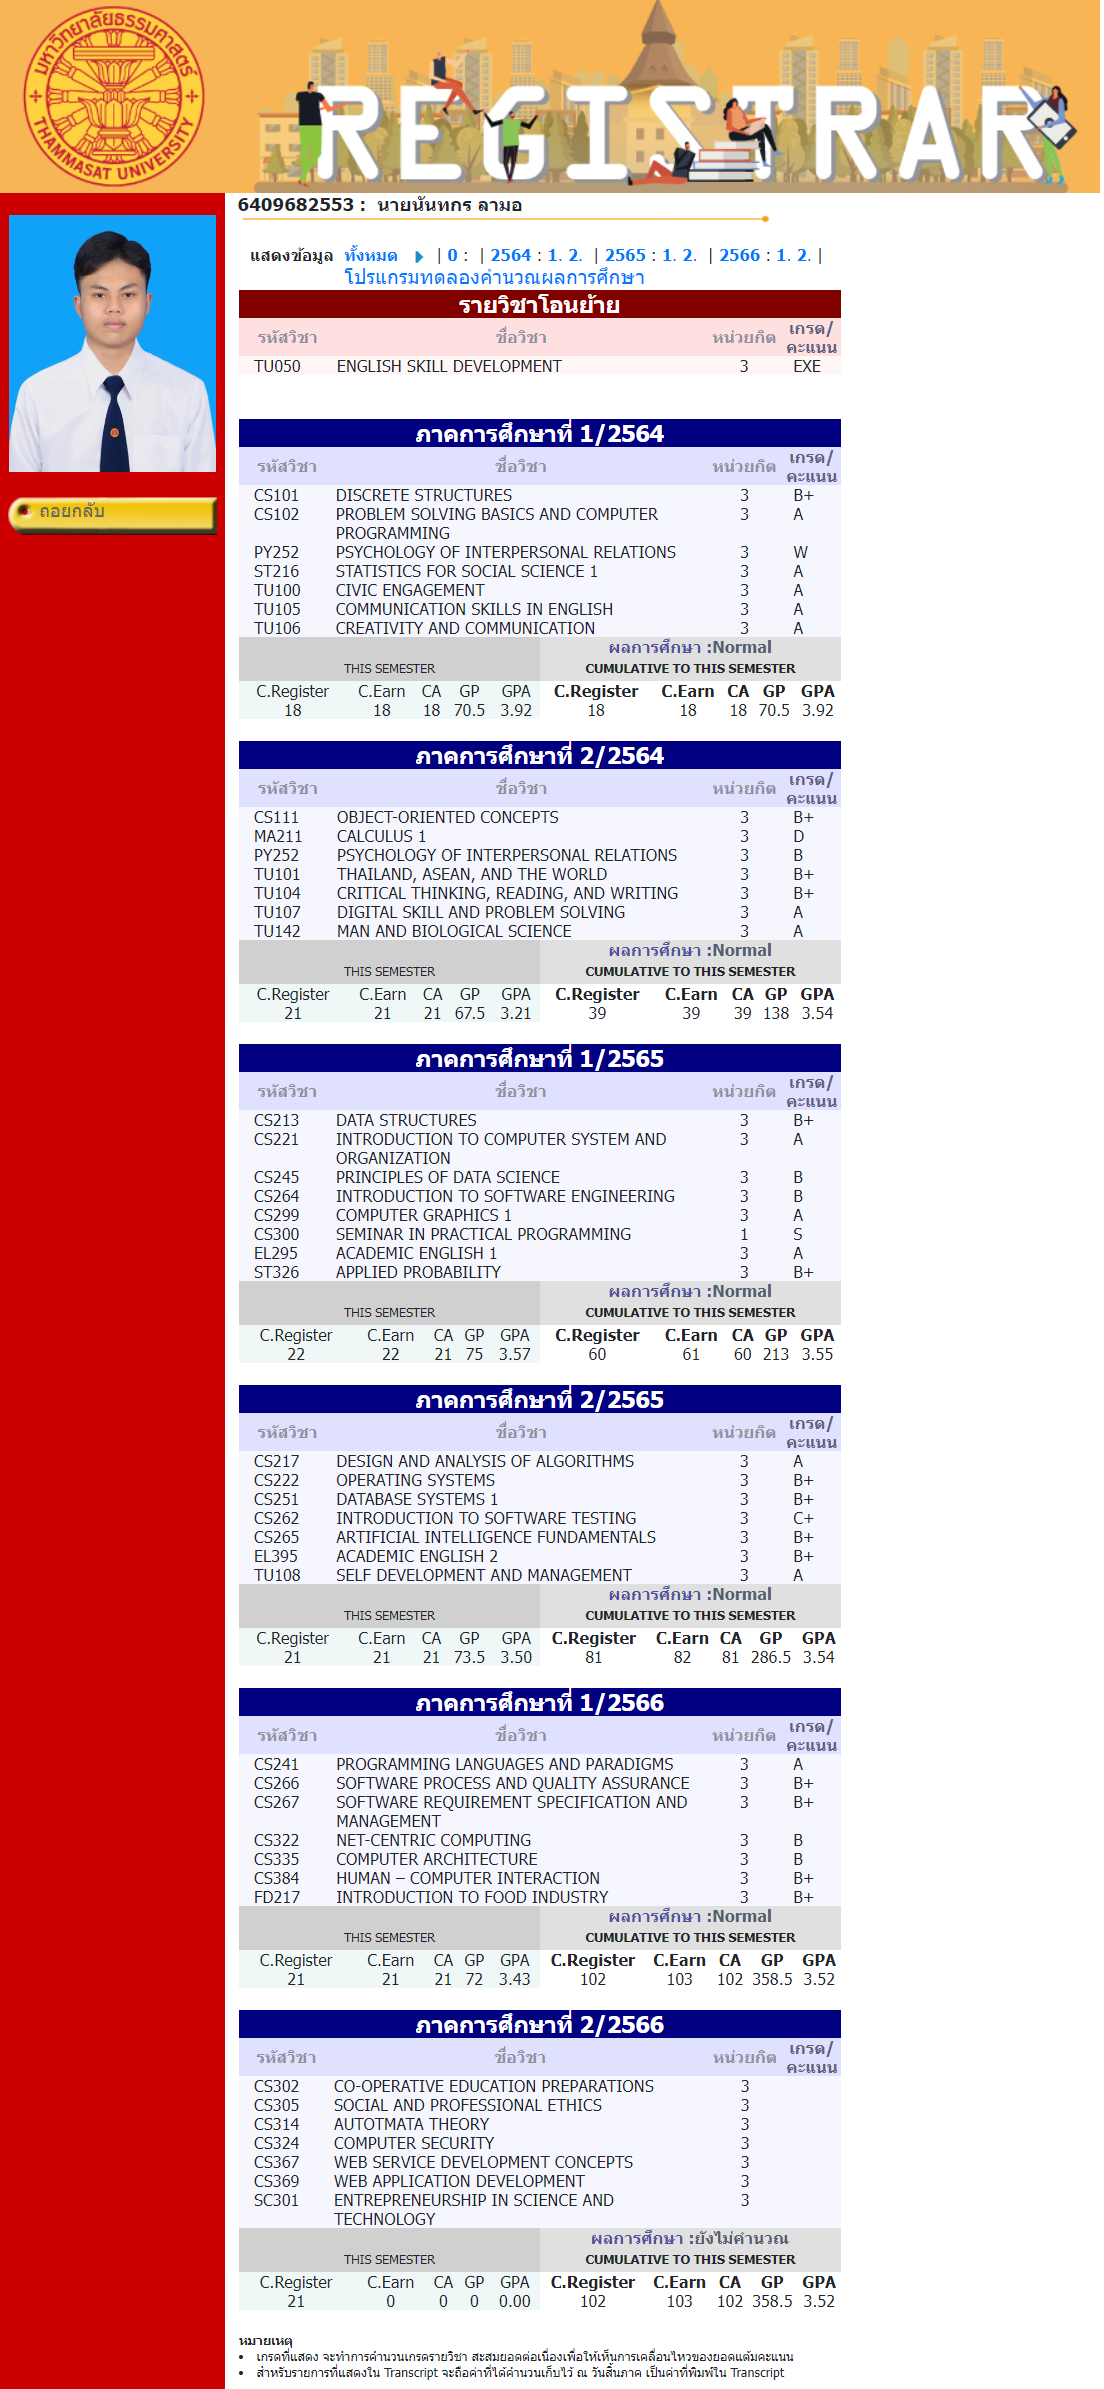 มหาวิทยาลัยธรรมศาสตร์
THAMMASAT UNIVERSITY
REGISTRAR
6409682553 : นายนันทกร ลามอ
แสดงข้อมูล ทั้งหมด | 0 : | 2564 : 1. 2. | 2565 : 1. 2. | 2566 : 1. 2. |
โปรแกรมทดลองคำนวณผลการศึกษา
ถอยกลับ
รายวิชาโอนย้าย
รหัสวิชา ชื่อวิชา หน่วยกิต เกรด/คะแนน
TU050 ENGLISH SKILL DEVELOPMENT 3 EXE
ภาคการศึกษาที่ 1/2564
รหัสวิชา ชื่อวิชา หน่วยกิต เกรด/คะแนน
CS101 DISCRETE STRUCTURES 3 B+
CS102 PROBLEM SOLVING BASICS AND COMPUTER 3 A
PROGRAMMING
PY252 PSYCHOLOGY OF INTERPERSONAL RELATIONS 3 W
ST216 STATISTICS FOR SOCIAL SCIENCE 1 3 A
TU100 CIVIC ENGAGEMENT 3 A
TU105 COMMUNICATION SKILLS IN ENGLISH 3 A
TU106 CREATIVITY AND COMMUNICATION 3 A
ผลการศึกษา :Normal
THIS SEMESTER CUMULATIVE TO THIS SEMESTER
C.Register C.Earn CA GP GPA C.Register C.Earn CA GP GPA
18 18 18 70.5 3.92 18 18 18 70.5 3.92
ภาคการศึกษาที่ 2/2564
รหัสวิชา ชื่อวิชา หน่วยกิต เกรด/คะแนน
CS111 OBJECT-ORIENTED CONCEPTS 3 B+
MA211 CALCULUS 1 3 D
PY252 PSYCHOLOGY OF INTERPERSONAL RELATIONS 3 B
TU101 THAILAND, ASEAN, AND THE WORLD 3 B+
TU104 CRITICAL THINKING, READING, AND WRITING 3 B+
TU107 DIGITAL SKILL AND PROBLEM SOLVING 3 A
TU142 MAN AND BIOLOGICAL SCIENCE 3 A
ผลการศึกษา :Normal
THIS SEMESTER CUMULATIVE TO THIS SEMESTER
C.Register C.Earn CA GP GPA C.Register C.Earn CA GP GPA
21 21 21 67.5 3.21 39 39 39 138 3.54
ภาคการศึกษาที่ 1/2565
รหัสวิชา ชื่อวิชา หน่วยกิต เกรด/คะแนน
CS213 DATA STRUCTURES 3 B+
CS221 INTRODUCTION TO COMPUTER SYSTEM AND 3 A
ORGANIZATION
CS245 PRINCIPLES OF DATA SCIENCE 3 B
CS264 INTRODUCTION TO SOFTWARE ENGINEERING 3 B
CS299 COMPUTER GRAPHICS 1 3 A
CS300 SEMINAR IN PRACTICAL PROGRAMMING 1 S
EL295 ACADEMIC ENGLISH 1 3 A
ST326 APPLIED PROBABILITY 3 B+
ผลการศึกษา :Normal
THIS SEMESTER CUMULATIVE TO THIS SEMESTER
C.Register C.Earn CA GP GPA C.Register C.Earn CA GP GPA
22 22 21 75 3.57 60 61 60 213 3.55
ภาคการศึกษาที่ 2/2565
รหัสวิชา ชื่อวิชา หน่วยกิต เกรด/คะแนน
CS217 DESIGN AND ANALYSIS OF ALGORITHMS 3 A
CS222 OPERATING SYSTEMS 3 B+
CS251 DATABASE SYSTEMS 1 3 B+
CS262 INTRODUCTION TO SOFTWARE TESTING 3 C+
CS265 ARTIFICIAL INTELLIGENCE FUNDAMENTALS 3 B+
EL395 ACADEMIC ENGLISH 2 3 B+
TU108 SELF DEVELOPMENT AND MANAGEMENT 3 A
ผลการศึกษา :Normal
THIS SEMESTER CUMULATIVE TO THIS SEMESTER
C.Register C.Earn CA GP GPA C.Register C.Earn CA GP GPA
21 21 21 73.5 3.50 81 82 81 286.5 3.54
ภาคการศึกษาที่ 1/2566
รหัสวิชา ชื่อวิชา หน่วยกิต เกรด/คะแนน
CS241 PROGRAMMING LANGUAGES AND PARADIGMS 3 A
CS266 SOFTWARE PROCESS AND QUALITY ASSURANCE 3 B+
CS267 SOFTWARE REQUIREMENT SPECIFICATION AND 3 B+
MANAGEMENT
CS322 NET-CENTRIC COMPUTING 3 B
CS335 COMPUTER ARCHITECTURE 3 B
CS384 HUMAN – COMPUTER INTERACTION 3 B+
FD217 INTRODUCTION TO FOOD INDUSTRY 3 B+
ผลการศึกษา :Normal
THIS SEMESTER CUMULATIVE TO THIS SEMESTER
C.Register C.Earn CA GP GPA C.Register C.Earn CA GP GPA
21 21 21 72 3.43 102 103 102 358.5 3.52
ภาคการศึกษาที่ 2/2566
รหัสวิชา ชื่อวิชา หน่วยกิต เกรด/คะแนน
CS302 CO-OPERATIVE EDUCATION PREPARATIONS 3
CS305 SOCIAL AND PROFESSIONAL ETHICS 3
CS314 AUTOTMATA THEORY 3
CS324 COMPUTER SECURITY 3
CS367 WEB SERVICE DEVELOPMENT CONCEPTS 3
CS369 WEB APPLICATION DEVELOPMENT 3
SC301 ENTREPRENEURSHIP IN SCIENCE AND 3
TECHNOLOGY
ผลการศึกษา :ยังไม่คำนวณ
THIS SEMESTER CUMULATIVE TO THIS SEMESTER
C.Register C.Earn CA GP GPA C.Register C.Earn CA GP GPA
21 0 0 0 0.00 102 103 102 358.5 3.52
หมายเหตุ
• เกรดที่แสดง จะทำการคำนวนเกรดรายวิชา สะสมยอดต่อเนื่องเพื่อให้เห็นการเคลื่อนไหวของยอดแต้มคะแนน
• สำหรับรายการที่แสดงใน Transcript จะถือค่าที่ได้คำนวนเก็บไว้ ณ วันสิ้นภาค เป็นค่าที่พิมพ์ใน Transcript